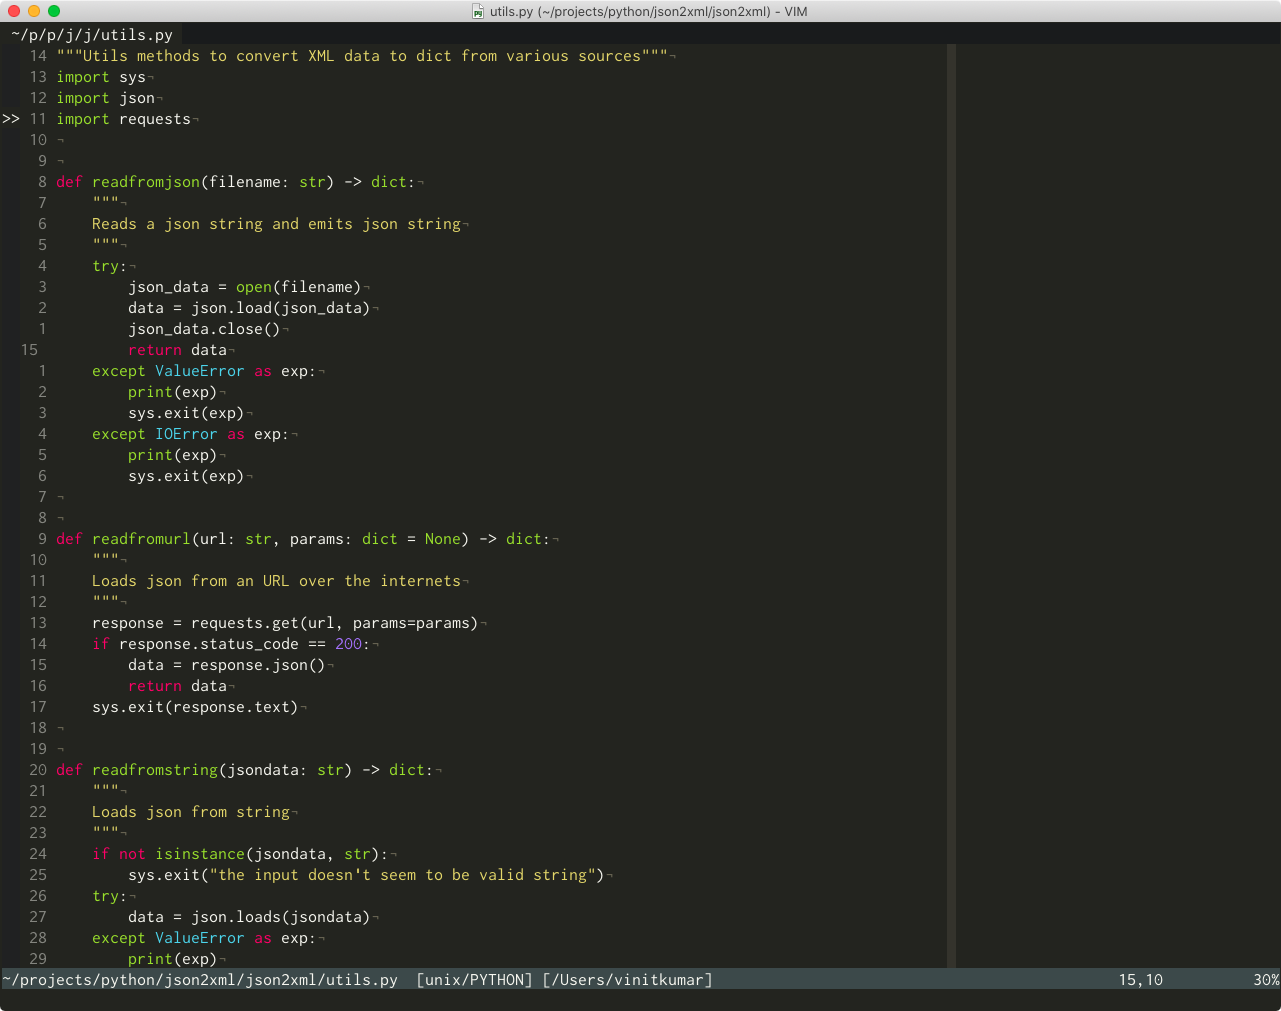 utils.py (~/projects/python/json2xml/json2xml) - VIM
~/p/p/j/j/utils.py
14 """Utils methods to convert XML data to dict from various sources"""¬
13 import sys¬
12 import json¬
>> 11 import requests¬
10 ¬
9 ¬
8 def readfromjson(filename: str) -> dict:¬
7     """¬
6     Reads a json string and emits json string¬
5     """¬
4     try:¬
3         json_data = open(filename)¬
2         data = json.load(json_data)¬
1         json_data.close()¬
15         return data¬
1     except ValueError as exp:¬
2         print(exp)¬
3         sys.exit(exp)¬
4     except IOError as exp:¬
5         print(exp)¬
6         sys.exit(exp)¬
7 ¬
8 ¬
9 def readfromurl(url: str, params: dict = None) -> dict:¬
10     """¬
11     Loads json from an URL over the internets¬
12     """¬
13     response = requests.get(url, params=params)¬
14     if response.status_code == 200:¬
15         data = response.json()¬
16         return data¬
17     sys.exit(response.text)¬
18 ¬
19 ¬
20 def readfromstring(jsondata: str) -> dict:¬
21     """¬
22     Loads json from string¬
23     """¬
24     if not isinstance(jsondata, str):¬
25         sys.exit("the input doesn't seem to be valid string")¬
26     try:¬
27         data = json.loads(jsondata)¬
28     except ValueError as exp:¬
29         print(exp)¬
~/projects/python/json2xml/json2xml/utils.py  [unix/PYTHON] [/Users/vinitkumar] 15,10 30%